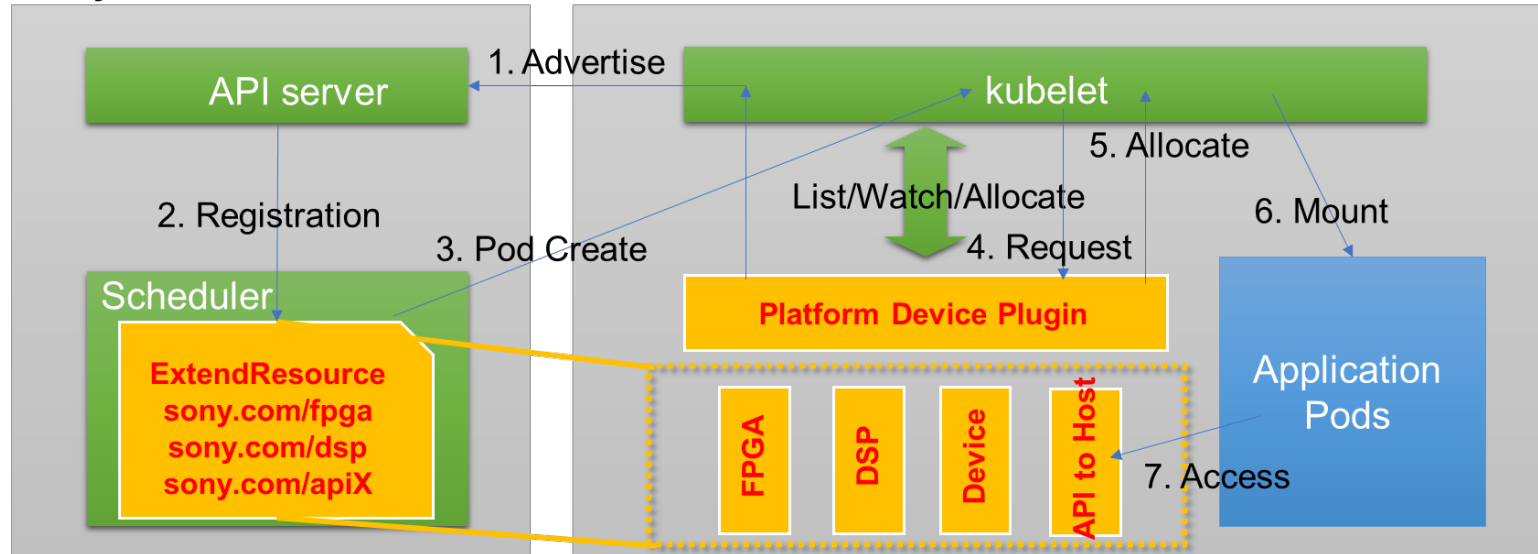 1. Advertise
API server
kubelet
5. Allocate
List/Watch/Allocate
2. Registration
6. Mount
3. Pod Create
4. Request
Scheduler
Platform Device Plugin
ExtendResource
sony.com/fpga
sony.com/dsp
sony.com/apiX
FPGA
DSP
Device
API to Host
Application
Pods
7. Access